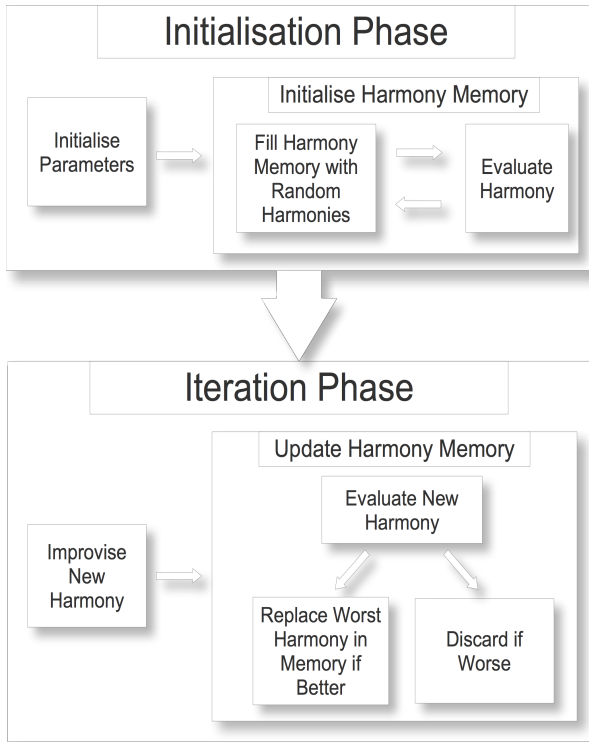 Initialisation Phase
Initialise Harmony Memory
Initialise
Parameters
Fill Harmony
Memory with
Random
Harmonies
Evaluate
Harmony
Iteration Phase
Update Harmony Memory
Evaluate New
Harmony
Improvise
New
Harmony
Replace Worst
Harmony in
Memory if
Better
Discard if
Worse